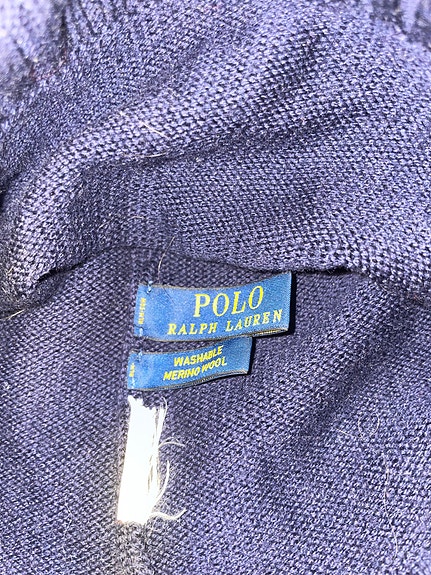 POLO
RALPH LAUREN
WASHABLE
MERINO WOOL